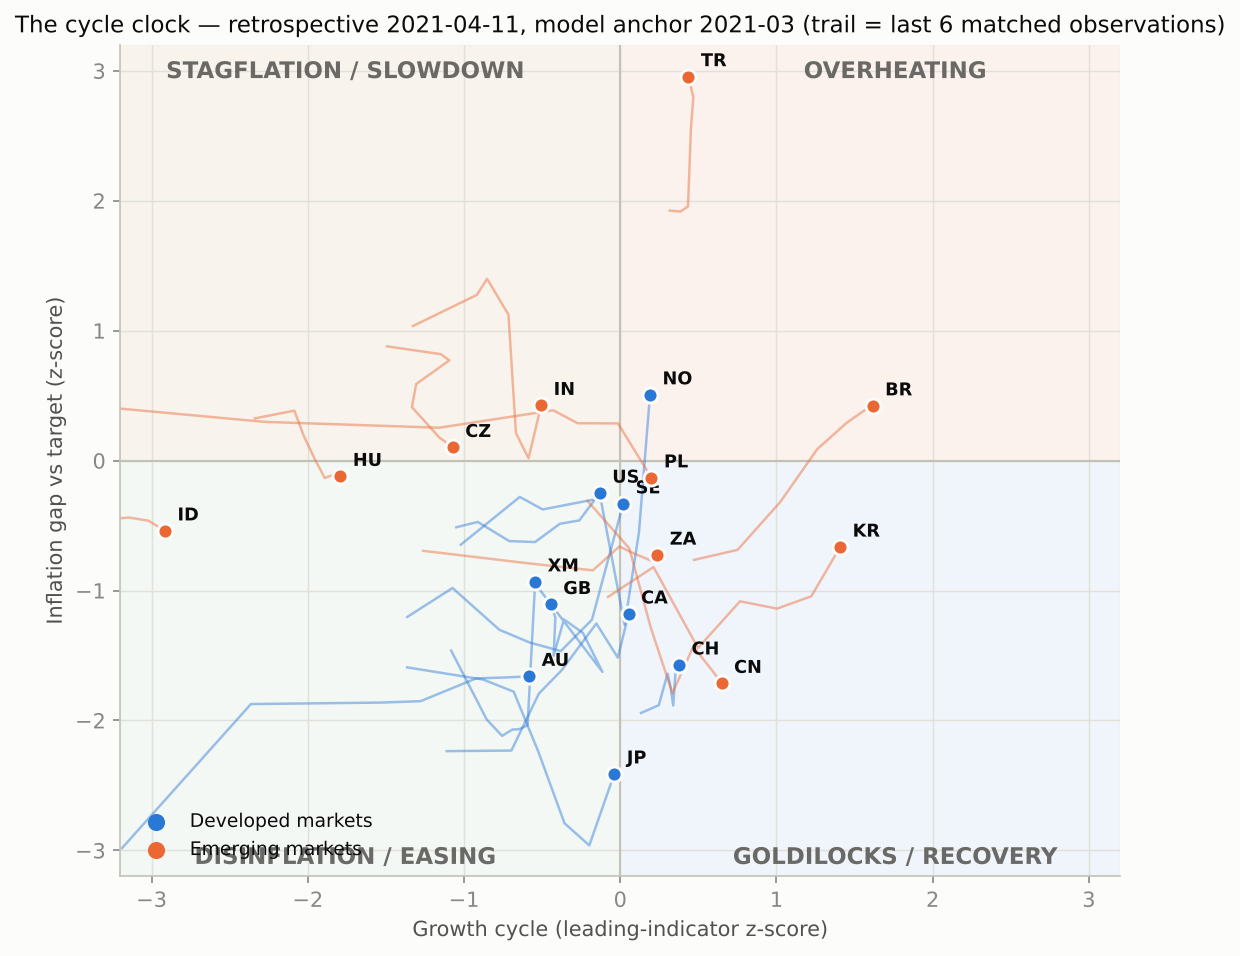 The cycle clock — retrospective 2021-04-11, model anchor 2021-03 (trail = last 6 matched observations)
STAGFLATION / SLOWDOWN
OVERHEATING
TR
NO
BR
IN
CZ
HU
PL
US
SE
ID
KR
ZA
XM
GB
CA
CH
AU
CN
JP
Developed markets
Emerging markets
DISINFLATION / EASING
GOLDILOCKS / RECOVERY
3
2
1
0
−1
−2
−3
−3
−2
−1
0
1
2
3
Inflation gap vs target (z-score)
Growth cycle (leading-indicator z-score)